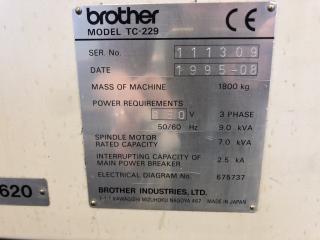 brother CE
MODEL TC-229
SER. No. 111309
DATE 1995-08
MASS OF MACHINE 1800 kg
POWER REQUIREMENTS
V 3 PHASE
50/60 Hz 9.0 kVA
SPINDLE MOTOR
RATED CAPACITY 7.0 kVA
INTERRUPTING CAPACITY OF
MAIN POWER BREAKER 2.5 kA
ELECTRICAL DIAGRAM No. 675737
BROTHER INDUSTRIES, LTD.
NAGOYA 467 MADE IN JAPAN
620